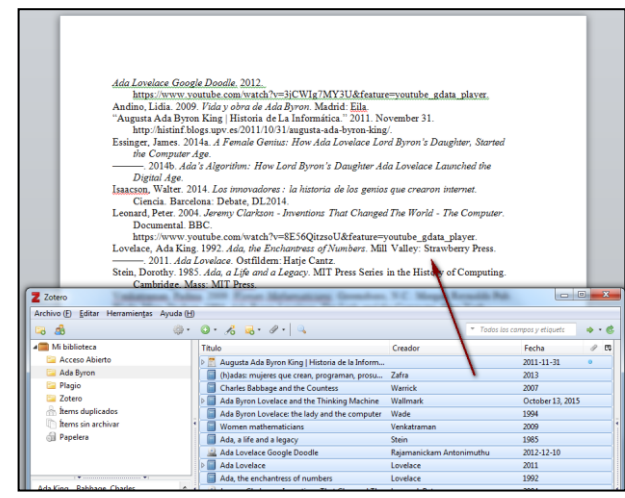 Ada Lovelace Google Doodle. 2012.
https://www.youtube.com/watch?v=3jCWIg7MY3U&feature=youtube_gdata_player.
Andino, Lidia. 2009. Vida y obra de Ada Byron. Madrid: Eila.
“Augusta Ada Byron King | Historia de La Informática.” 2011. November 31.
http://histinf.blogs.upv.es/2011/10/31/augusta-ada-byron-king/.
Essinger, James. 2014a. A Female Genius: How Ada Lovelace Lord Byron’s Daughter, Started
the Computer Age.
———. 2014b. Ada’s Algorithm: How Lord Byron’s Daughter Ada Lovelace Launched the
Digital Age.
Isaacson, Walter. 2014. Los innovadores : la historia de los genios que crearon internet.
Ciencia. Barcelona: Debate, DL2014.
Leonard, Peter. 2004. Jeremy Clarkson - Inventions That Changed The World - The Computer.
Documental. BBC.
https://www.youtube.com/watch?v=8E56QitzsoU&feature=youtube_gdata_player.
Lovelace, Ada King. 1992. Ada, the Enchantress of Numbers. Mill Valley: Strawberry Press.
———. 2011. Ada Lovelace. Ostfildern: Hatje Cantz.
Stein, Dorothy. 1985. Ada, a Life and a Legacy. MIT Press Series in the History of Computing.
Cambridge, Mass: MIT Press.
Zotero
Archivo (F) Editar Herramientas Ayuda (H)
Todos los campos y etiquets
Mi biblioteca
Acceso Abierto
Ada Byron
Plagio
Zotero
Ítems duplicados
Ítems sin archivar
Papelera
Título Creador Fecha
Augusta Ada Byron King | Historia de la Inform... 2011-11-31
(h)adas: mujeres que crean, programan, prosu... Zafra 2013
Charles Babbage and the Countess Warrick 2007
Ada Byron Lovelace and the Thinking Machine Wallmark October 13, 2015
Ada Byron Lovelace: the lady and the computer Wade 1994
Women mathematicians Venkatraman 2009
Ada, a life and a legacy Stein 1985
Ada Lovelace Google Doodle Rajamanickam Antonimuthu 2012-12-10
Ada Lovelace Lovelace 2011
Ada, the enchantress of numbers Lovelace 1992